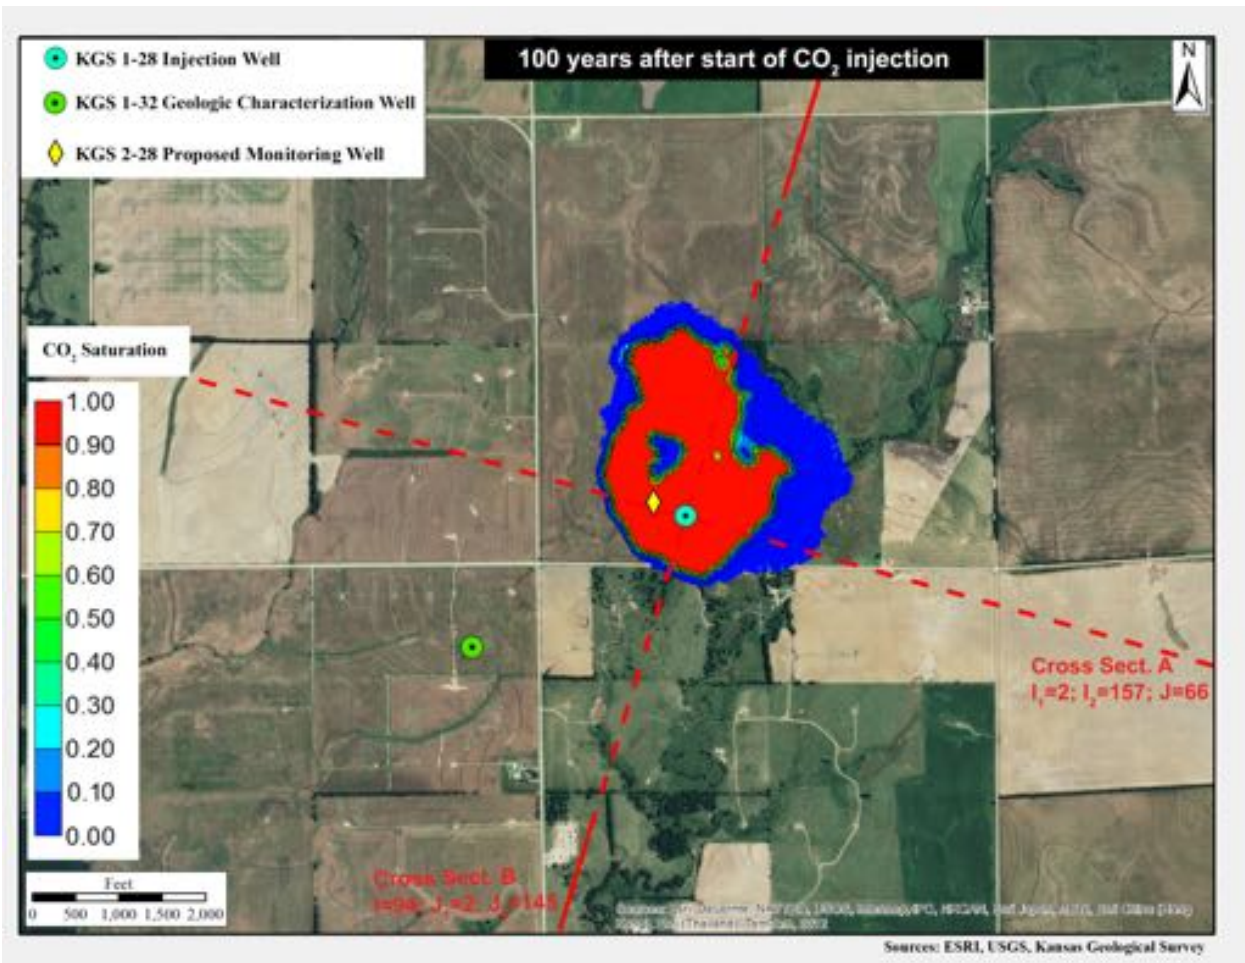 KGS 1-28 Injection Well
KGS 1-32 Geologic Characterization Well
KGS 2-28 Proposed Monitoring Well
100 years after start of CO₂ injection
N
CO₂ Saturation
1.00
0.90
0.80
0.70
0.60
0.50
0.40
0.30
0.20
0.10
0.00
Cross Sect. A
I₁=2; I₂=157; J=66
Cross Sect. B
Feet
0 500 1,000 1,500 2,000
Sources: ESRI, USGS, Kansas Geological Survey